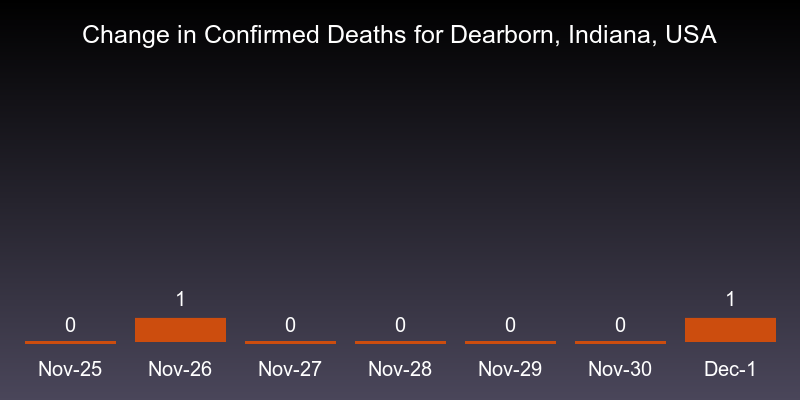 Change in Confirmed Deaths for Dearborn, Indiana, USA
0 1 0 0 0 0 1
Nov-25 Nov-26 Nov-27 Nov-28 Nov-29 Nov-30 Dec-1